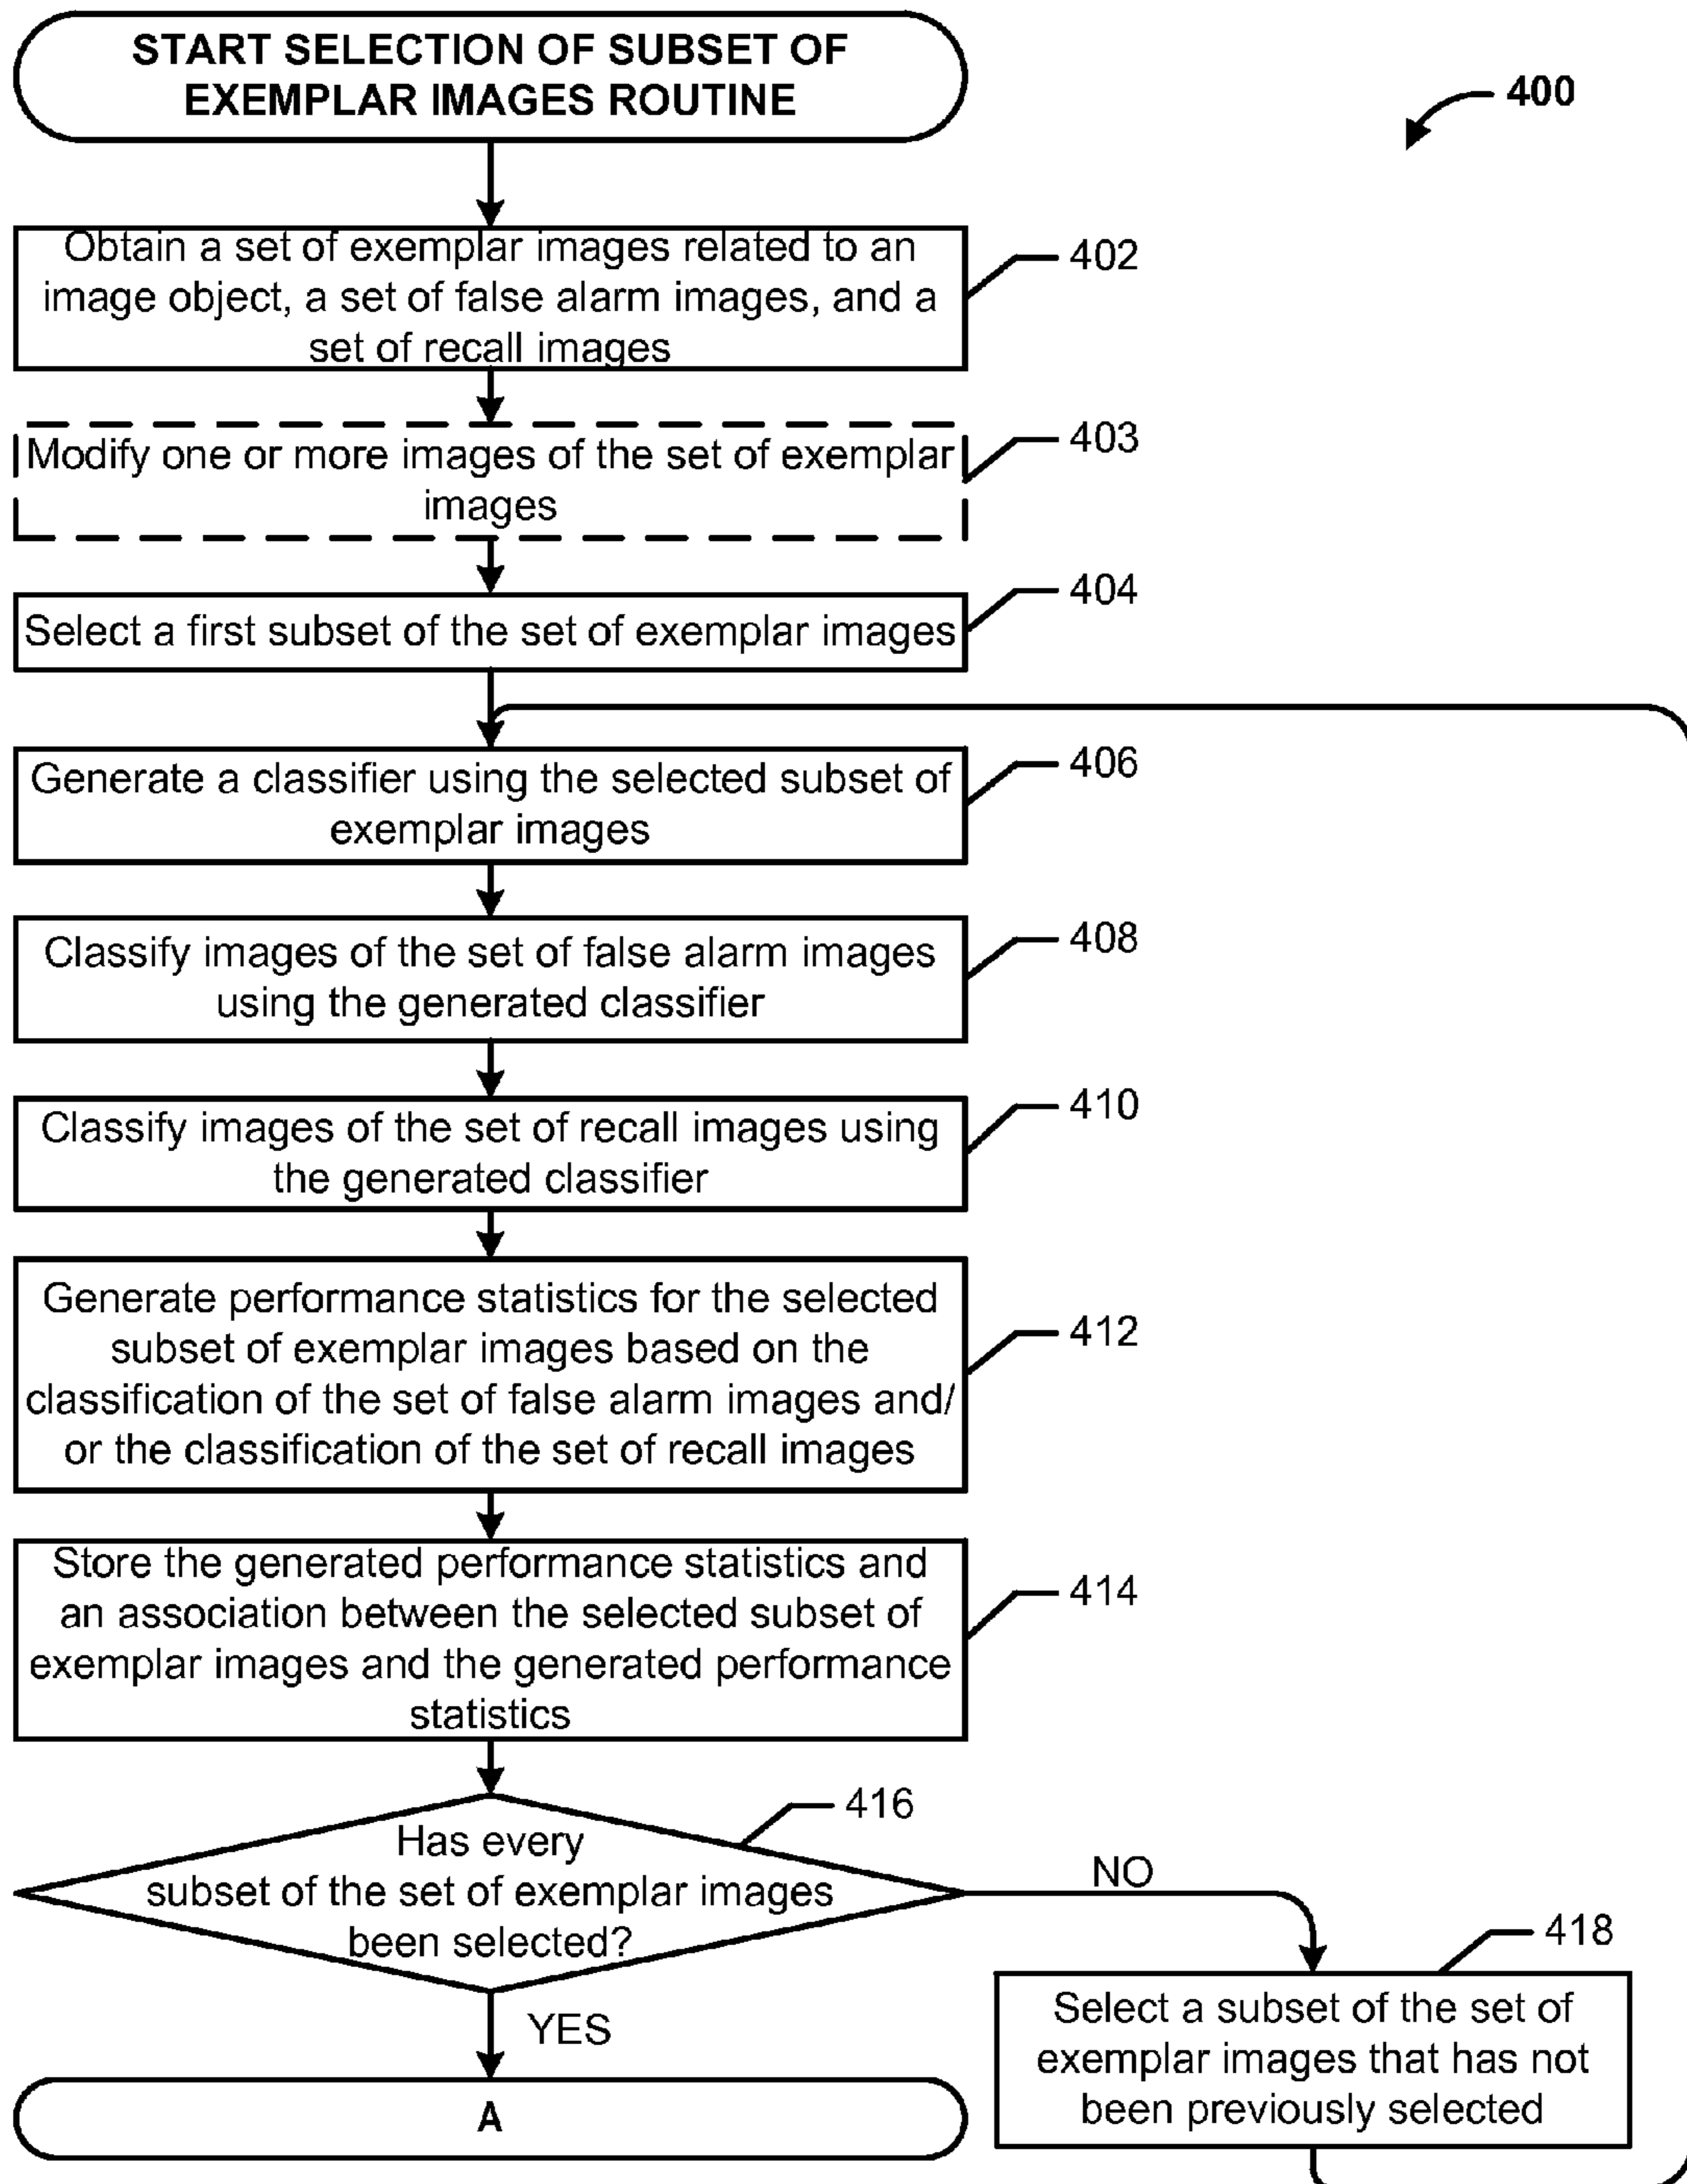 START SELECTION OF SUBSET OF
EXEMPLAR IMAGES ROUTINE
400
Obtain a set of exemplar images related to an
image object, a set of false alarm images, and a
set of recall images
402
Modify one or more images of the set of exemplar
images
403
Select a first subset of the set of exemplar images
404
Generate a classifier using the selected subset of
exemplar images
406
Classify images of the set of false alarm images
using the generated classifier
408
Classify images of the set of recall images using
the generated classifier
410
Generate performance statistics for the selected
subset of exemplar images based on the
classification of the set of false alarm images and/
or the classification of the set of recall images
412
Store the generated performance statistics and
an association between the selected subset of
exemplar images and the generated performance
statistics
414
Has every
subset of the set of exemplar images
been selected?
416
NO
YES
418
Select a subset of the set of
exemplar images that has not
been previously selected
A